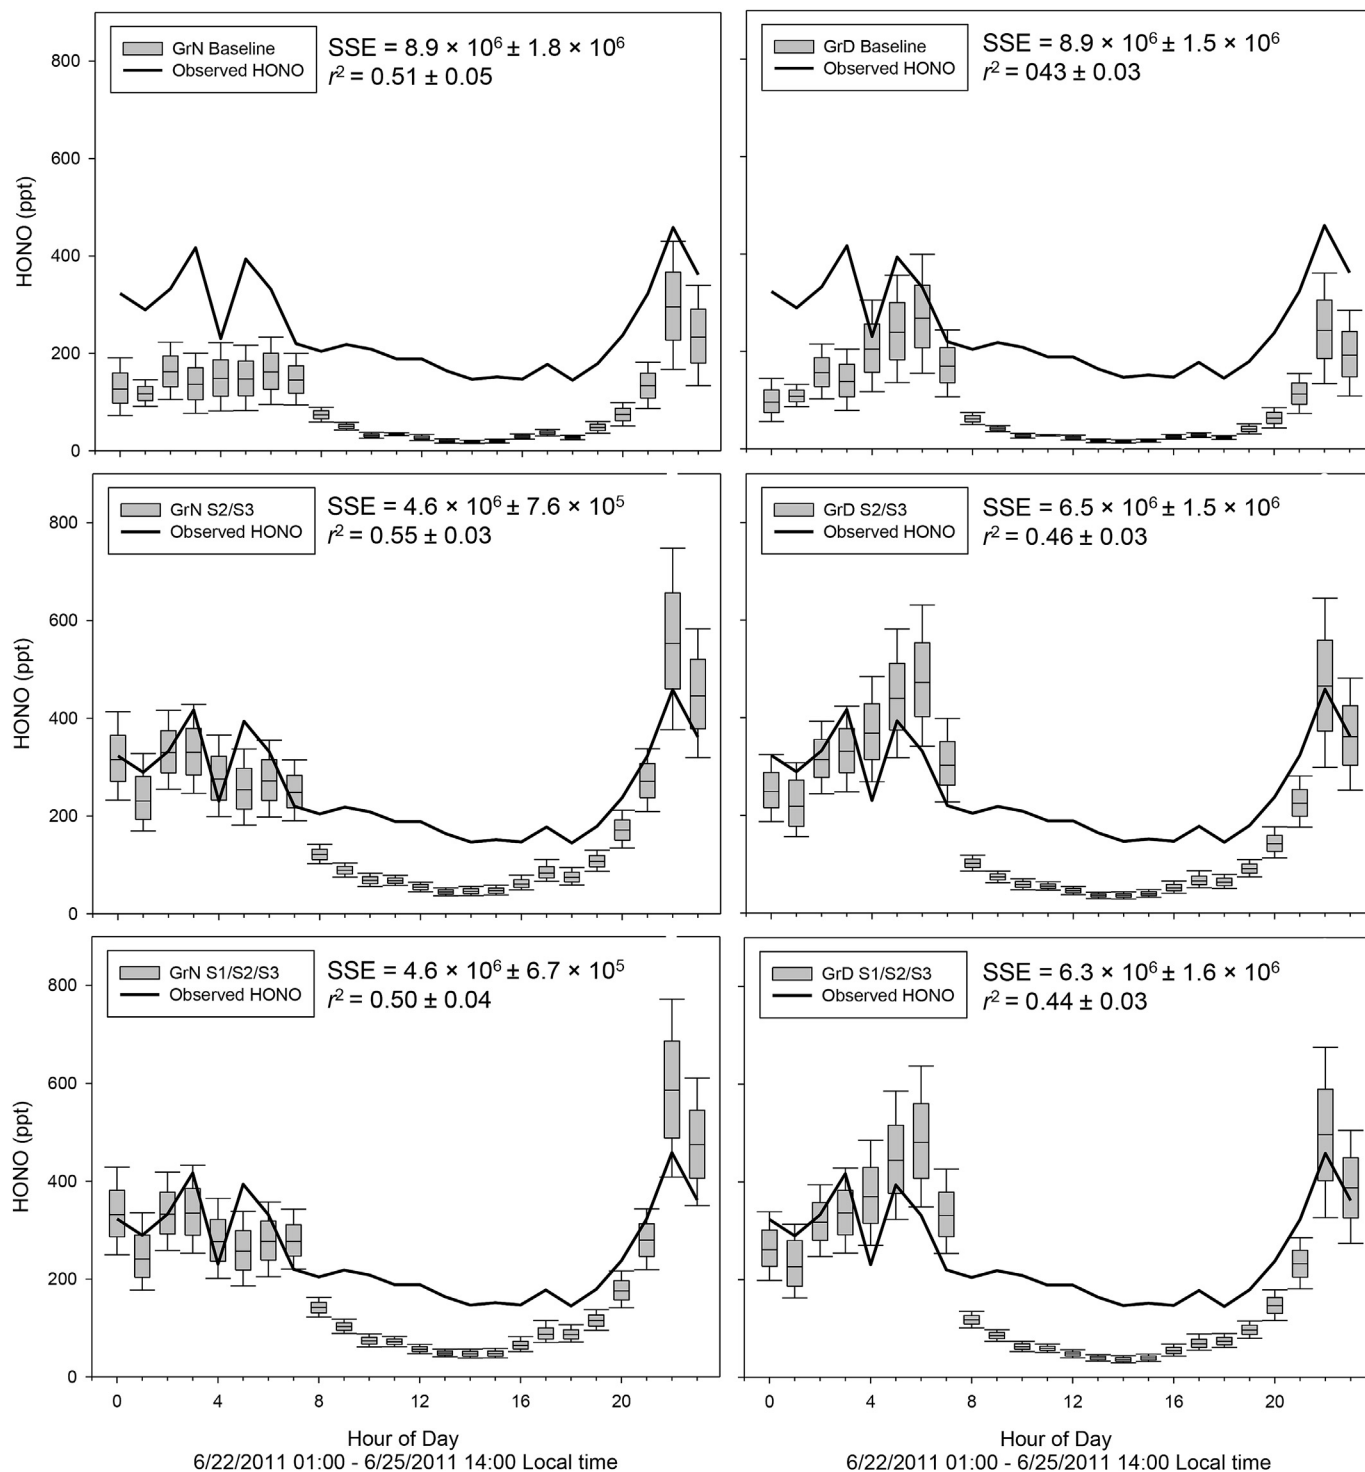 GrN Baseline
Observed HONO
SSE = 8.9 × 10⁶ ± 1.8 × 10⁶
r² = 0.51 ± 0.05
HONO (ppt)
800
600
400
200
0
GrD Baseline
Observed HONO
SSE = 8.9 × 10⁶ ± 1.5 × 10⁶
r² = 043 ± 0.03
GrN S2/S3
Observed HONO
SSE = 4.6 × 10⁶ ± 7.6 × 10⁵
r² = 0.55 ± 0.03
HONO (ppt)
800
600
400
200
0
GrD S2/S3
Observed HONO
SSE = 6.5 × 10⁶ ± 1.5 × 10⁶
r² = 0.46 ± 0.03
GrN S1/S2/S3
Observed HONO
SSE = 4.6 × 10⁶ ± 6.7 × 10⁵
r² = 0.50 ± 0.04
HONO (ppt)
800
600
400
200
0
0 4 8 12 16 20
Hour of Day
6/22/2011 01:00 - 6/25/2011 14:00 Local time
GrD S1/S2/S3
Observed HONO
SSE = 6.3 × 10⁶ ± 1.6 × 10⁶
r² = 0.44 ± 0.03
0 4 8 12 16 20
Hour of Day
6/22/2011 01:00 - 6/25/2011 14:00 Local time